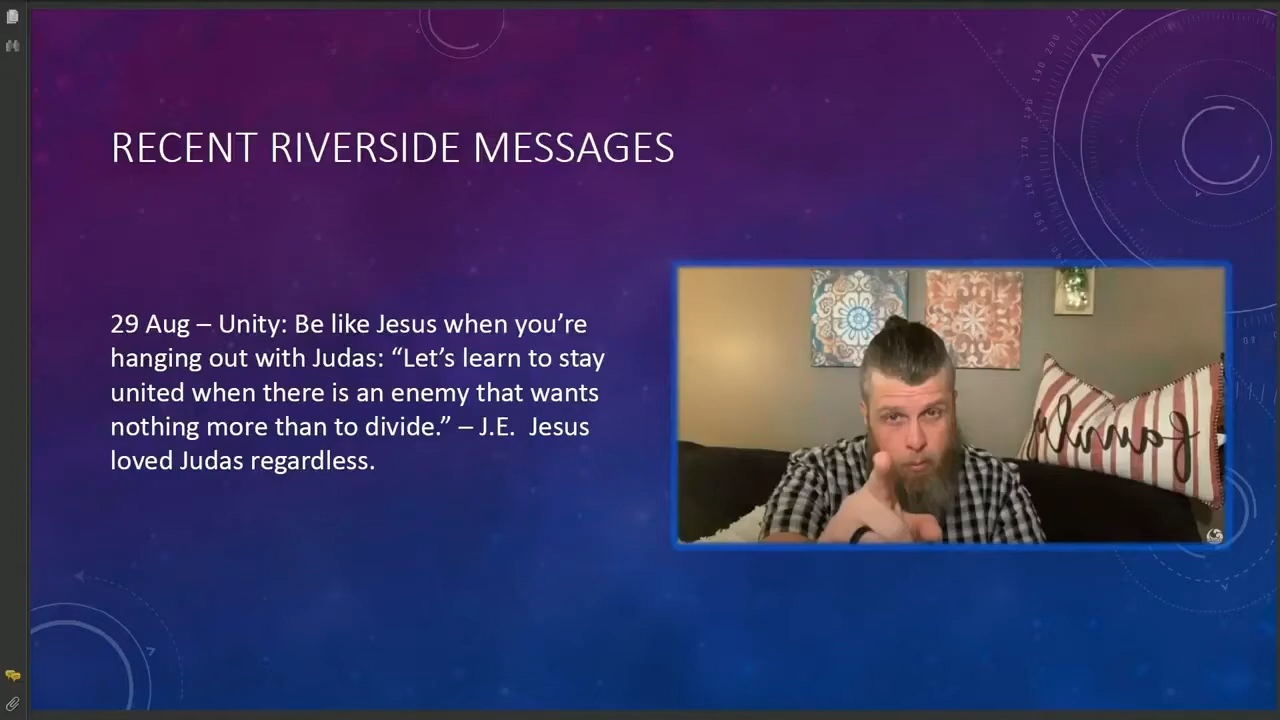 RECENT RIVERSIDE MESSAGES
29 Aug – Unity: Be like Jesus when you’re
hanging out with Judas: “Let’s learn to stay
united when there is an enemy that wants
nothing more than to divide.” – J.E.  Jesus
loved Judas regardless.
family